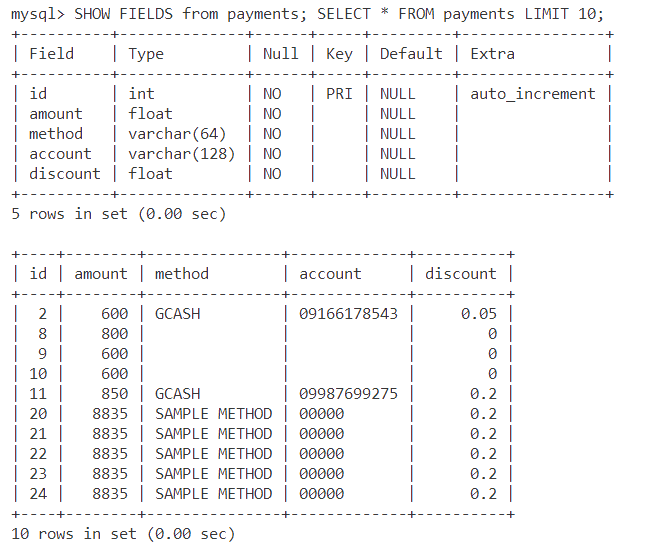 mysql> SHOW FIELDS from payments; SELECT * FROM payments LIMIT 10;
+----------+--------------+------+-----+---------+----------------+
| Field    | Type         | Null | Key | Default | Extra          |
+----------+--------------+------+-----+---------+----------------+
| id       | int          | NO   | PRI | NULL    | auto_increment |
| amount   | float        | NO   |     | NULL    |                |
| method   | varchar(64)  | NO   |     | NULL    |                |
| account  | varchar(128) | NO   |     | NULL    |                |
| discount | float        | NO   |     | NULL    |                |
+----------+--------------+------+-----+---------+----------------+
5 rows in set (0.00 sec)

+----+--------+---------------+-------------+----------+
| id | amount | method        | account     | discount |
+----+--------+---------------+-------------+----------+
|  2 |    600 | GCASH         | 09166178543 |     0.05 |
|  8 |    800 |               |             |        0 |
|  9 |    600 |               |             |        0 |
| 10 |    600 |               |             |        0 |
| 11 |    850 | GCASH         | 09987699275 |      0.2 |
| 20 |   8835 | SAMPLE METHOD | 00000       |      0.2 |
| 21 |   8835 | SAMPLE METHOD | 00000       |      0.2 |
| 22 |   8835 | SAMPLE METHOD | 00000       |      0.2 |
| 23 |   8835 | SAMPLE METHOD | 00000       |      0.2 |
| 24 |   8835 | SAMPLE METHOD | 00000       |      0.2 |
+----+--------+---------------+-------------+----------+
10 rows in set (0.00 sec)